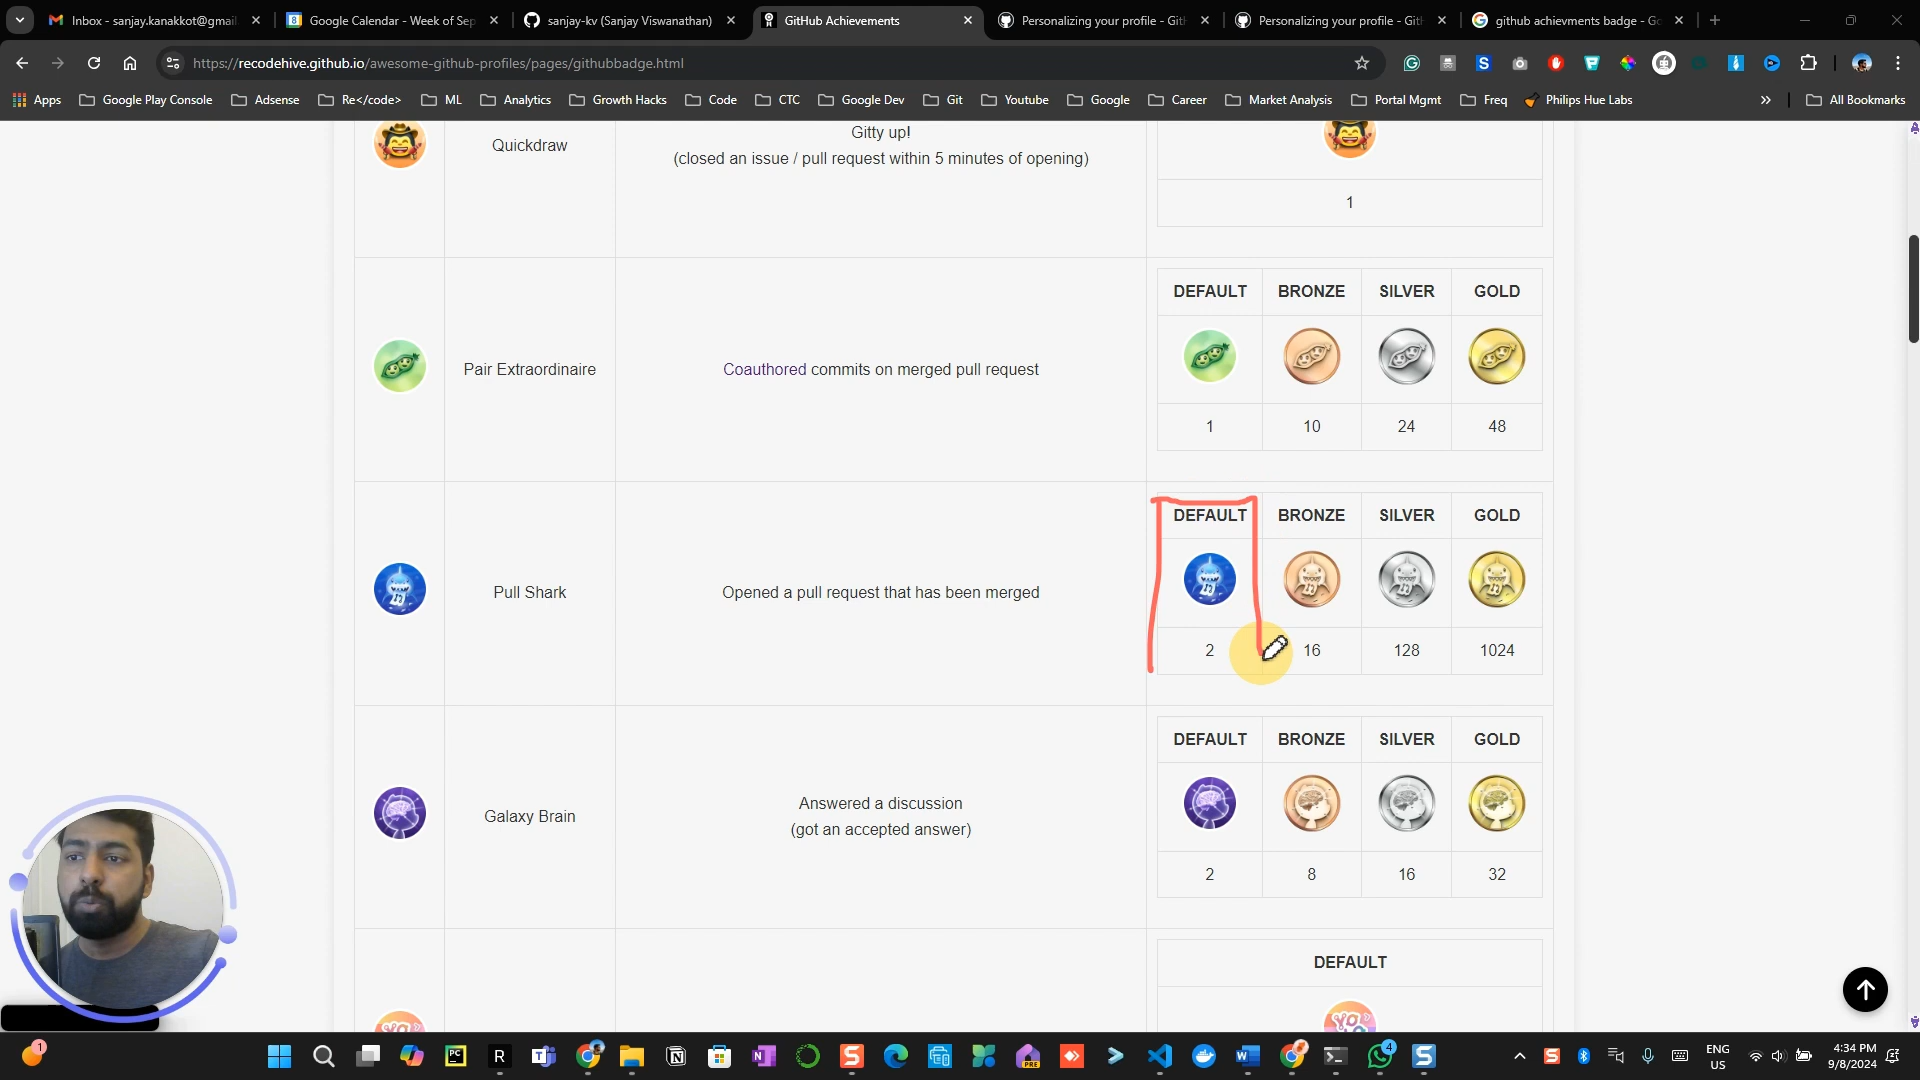 Inbox - sanjay.kanakkot@gmail
Google Calendar - Week of Sep
sanjay-kv (Sanjay Viswanathan)
GitHub Achievements
Personalizing your profile - Git
Personalizing your profile - Git
github achievments badge - Go
https://recodehive.github.io/awesome-github-profiles/pages/githubbadge.html
Apps
Google Play Console
Adsense
Re</code>
ML
Analytics
Growth Hacks
Code
CTC
Google Dev
Git
Youtube
Google
Career
Market Analysis
Portal Mgmt
Freq
Philips Hue Labs
All Bookmarks
Quickdraw
Gitty up!
(closed an issue / pull request within 5 minutes of opening)
1
Pair Extraordinaire
Coauthored commits on merged pull request
DEFAULT BRONZE SILVER GOLD
1 10 24 48
Pull Shark
Opened a pull request that has been merged
DEFAULT BRONZE SILVER GOLD
2 16 128 1024
Galaxy Brain
Answered a discussion
(got an accepted answer)
DEFAULT BRONZE SILVER GOLD
2 8 16 32
DEFAULT
1
4
ENG
US
4:34 PM
9/8/2024